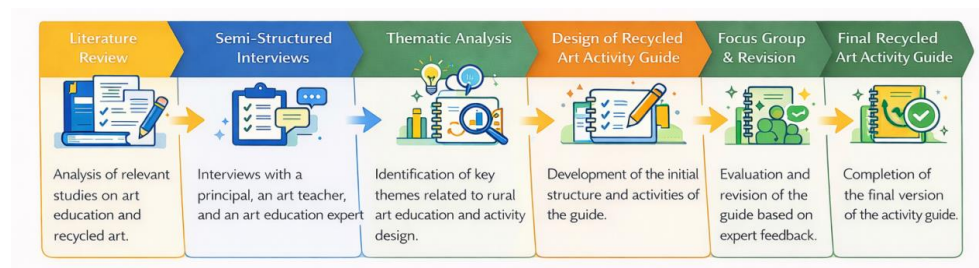 Literature
Review
Semi-Structured
Interviews
Thematic Analysis
Design of Recycled
Art Activity Guide
Focus Group
& Revision
Final Recycled
Art Activity Guide
Analysis of relevant
studies on art
education and
recycled art.
Interviews with a
principal, an art teacher,
and an art education expert
Identification of key
themes related to rural
art education and activity
design.
Development of the initial
structure and activities of
the guide.
Evaluation and
revision of the
guide based on
expert feedback.
Completion of
the final version
of the activity guide.